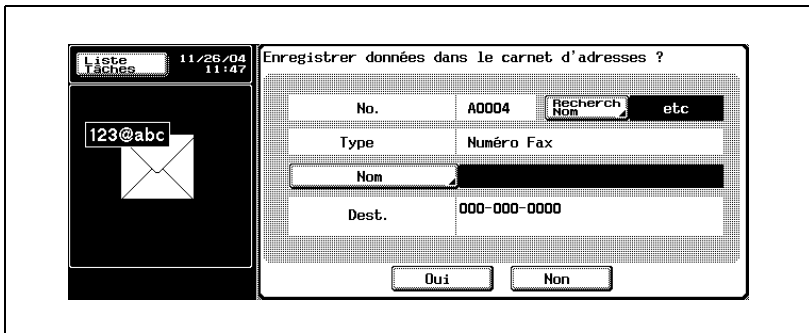 Liste
Tâches
11/26/04
11:47
123@abc
Enregistrer données dans le carnet d'adresses ?
No. A0004 Recherch
Nom etc
Type Numéro Fax
Nom
Dest. 000-000-0000
Oui Non